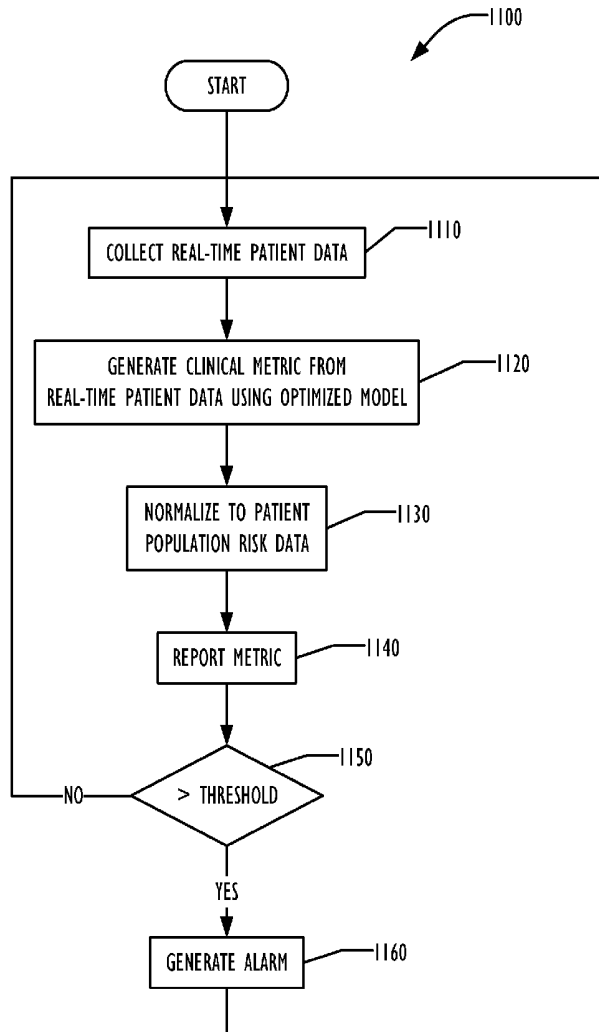 1100
START
COLLECT REAL-TIME PATIENT DATA
1110
GENERATE CLINICAL METRIC FROM
REAL-TIME PATIENT DATA USING OPTIMIZED MODEL
1120
NORMALIZE TO PATIENT
POPULATION RISK DATA
1130
REPORT METRIC
1140
> THRESHOLD
1150
NO
YES
GENERATE ALARM
1160